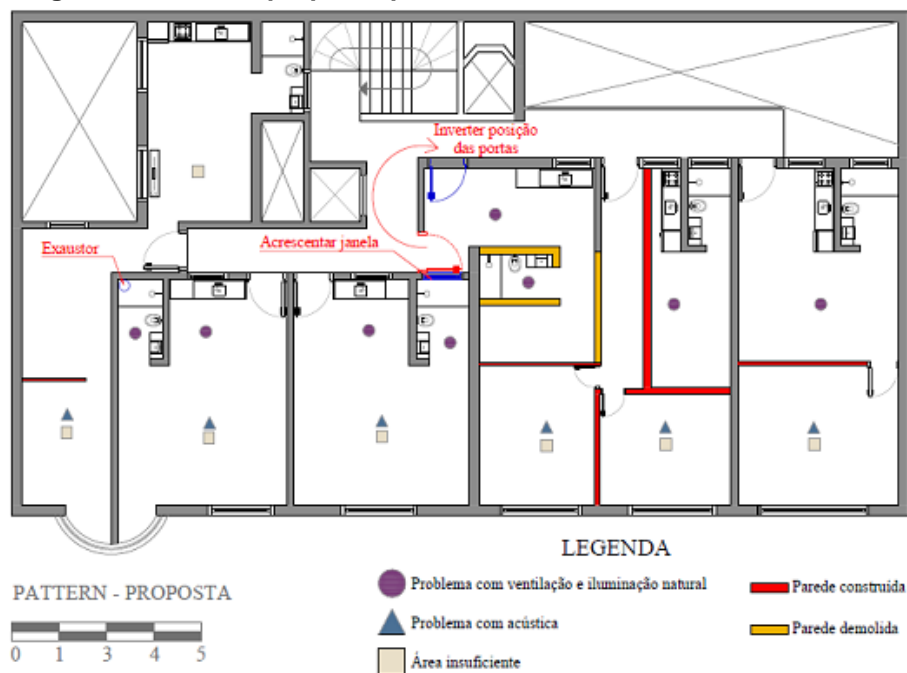 Inverter posição
das portas
Exaustor
Acrescentar janela
LEGENDA
PATTERN - PROPOSTA
0 1 3 4 5
Problema com ventilação e iluminação natural
Problema com acústica
Área insuficiente
Parede construída
Parede demolida